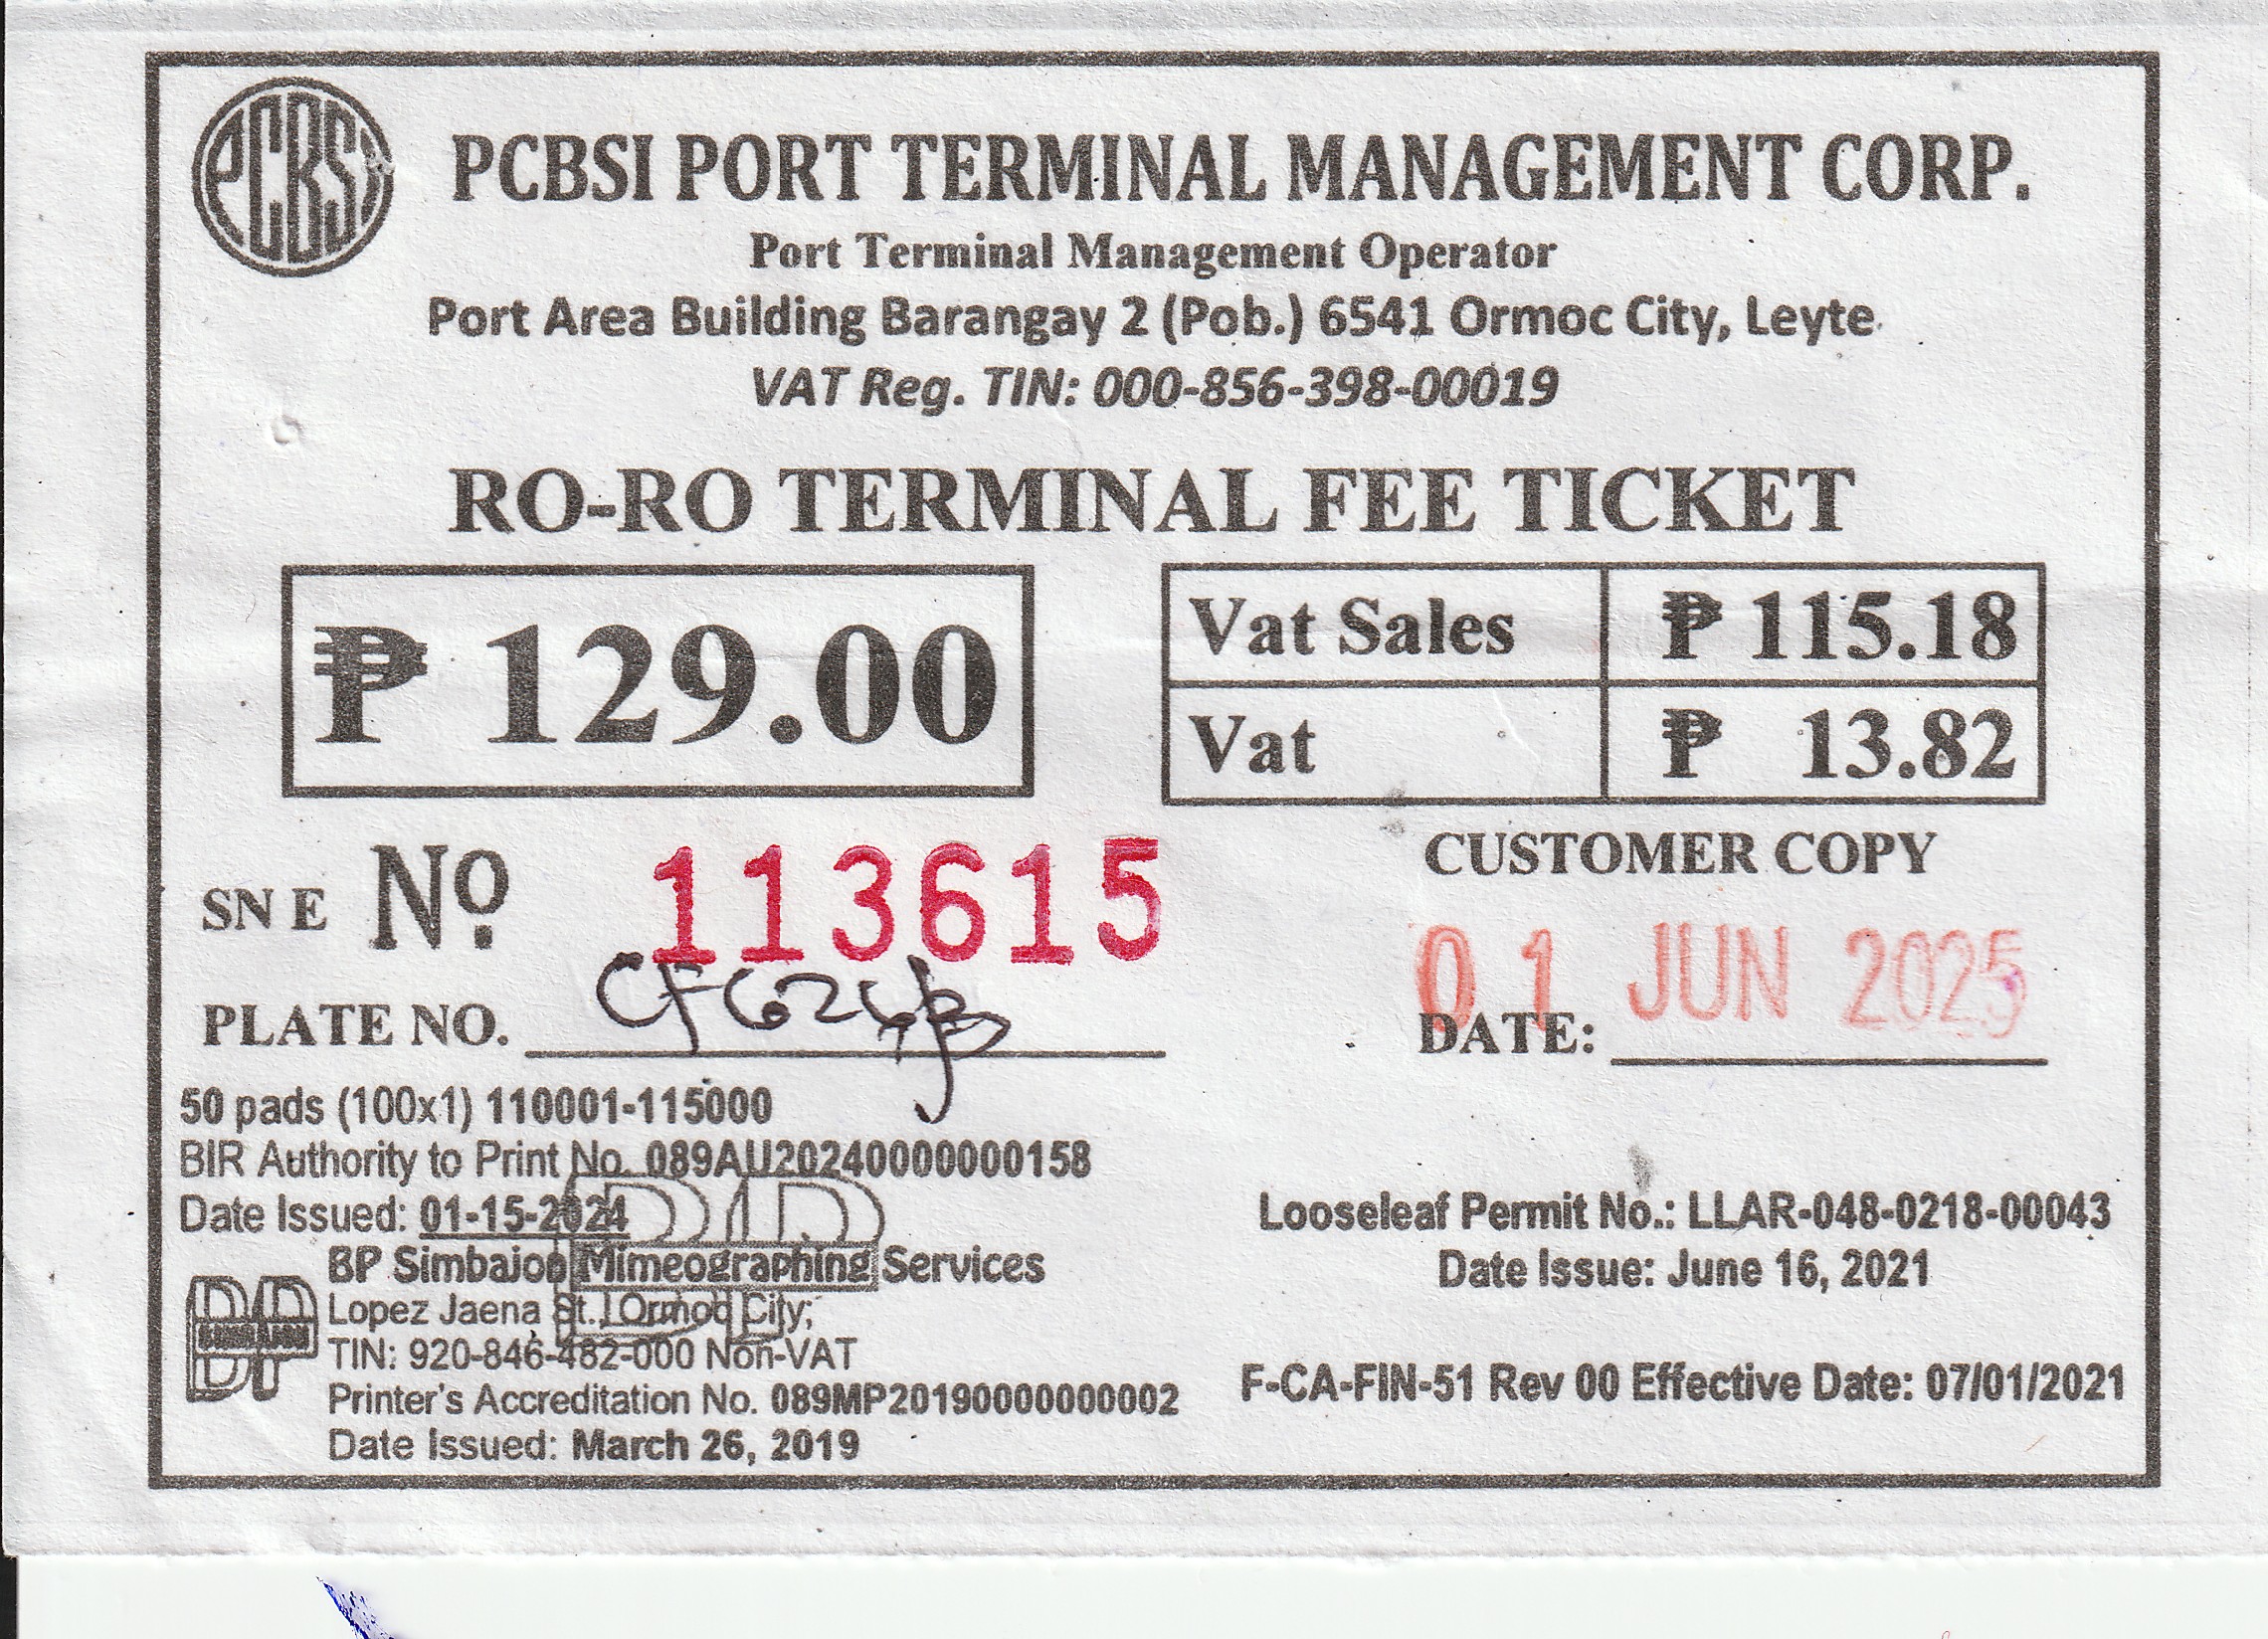 PCBSI
PCBSI PORT TERMINAL MANAGEMENT CORP.
Port Terminal Management Operator
Port Area Building Barangay 2 (Pob.) 6541 Ormoc City, Leyte
VAT Reg. TIN: 000-856-398-00019
RO-RO TERMINAL FEE TICKET
₱ 129.00
Vat Sales ₱ 115.18
Vat ₱ 13.82
CUSTOMER COPY
SN E Nº 113615
01 JUN 2025
PLATE NO.
DATE:
50 pads (100x1) 110001-115000
BIR Authority to Print No. 089AU20240000000158
Date Issued: 01-15-2024
BP Simbajon Mimeographing Services
Lopez Jaena St. Ormoc City;
TIN: 920-846-482-000 Non-VAT
Printer's Accreditation No. 089MP20190000000002
Date Issued: March 26, 2019
BP
SIMBAJON
Looseleaf Permit No.: LLAR-048-0218-00043
Date Issue: June 16, 2021
F-CA-FIN-51 Rev 00 Effective Date: 07/01/2021